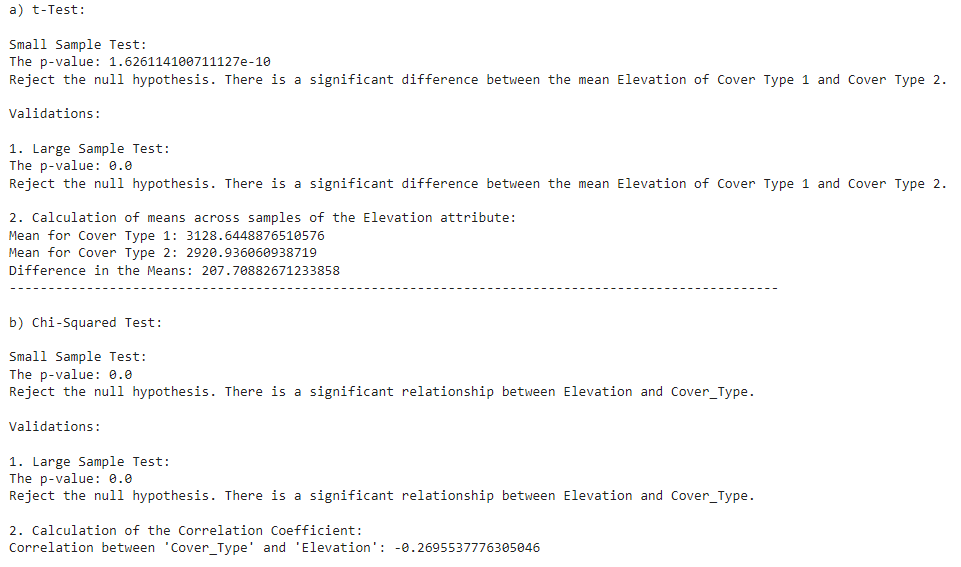 a) t-Test:
Small Sample Test:
The p-value: 1.626114100711127e-10
Reject the null hypothesis. There is a significant difference between the mean Elevation of Cover Type 1 and Cover Type 2.
Validations:
1. Large Sample Test:
The p-value: 0.0
Reject the null hypothesis. There is a significant difference between the mean Elevation of Cover Type 1 and Cover Type 2.
2. Calculation of means across samples of the Elevation attribute:
Mean for Cover Type 1: 3128.6448876510576
Mean for Cover Type 2: 2920.936060938719
Difference in the Means: 207.70882671233858
----------------------------------------------------------------------------------------------------
b) Chi-Squared Test:
Small Sample Test:
The p-value: 0.0
Reject the null hypothesis. There is a significant relationship between Elevation and Cover_Type.
Validations:
1. Large Sample Test:
The p-value: 0.0
Reject the null hypothesis. There is a significant relationship between Elevation and Cover_Type.
2. Calculation of the Correlation Coefficient:
Correlation between 'Cover_Type' and 'Elevation': -0.2695537776305046